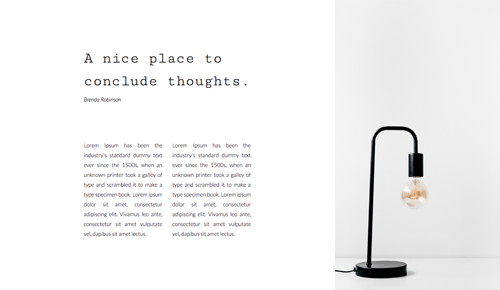 A nice place to
conclude thoughts.
Brenda Robinson
Lorem Ipsum has been the
industry's standard dummy text
ever since the 1500s, when an
unknown printer took a galley of
type and scrambled it to make a
type specimen book. Lorem ipsum
dolor sit amet, consectetur
adipiscing elit. Vivamus leo ante,
consectetur sit amet vulputate
vel, dapibus sit amet lectus.
Lorem Ipsum has been the
industry's standard dummy text
ever since the 1500s, when an
unknown printer took a galley of
type and scrambled it to make a
type specimen book. Lorem ipsum
dolor sit amet, consectetur
adipiscing elit. Vivamus leo ante,
consectetur sit amet vulputate
vel, dapibus sit amet lectus.